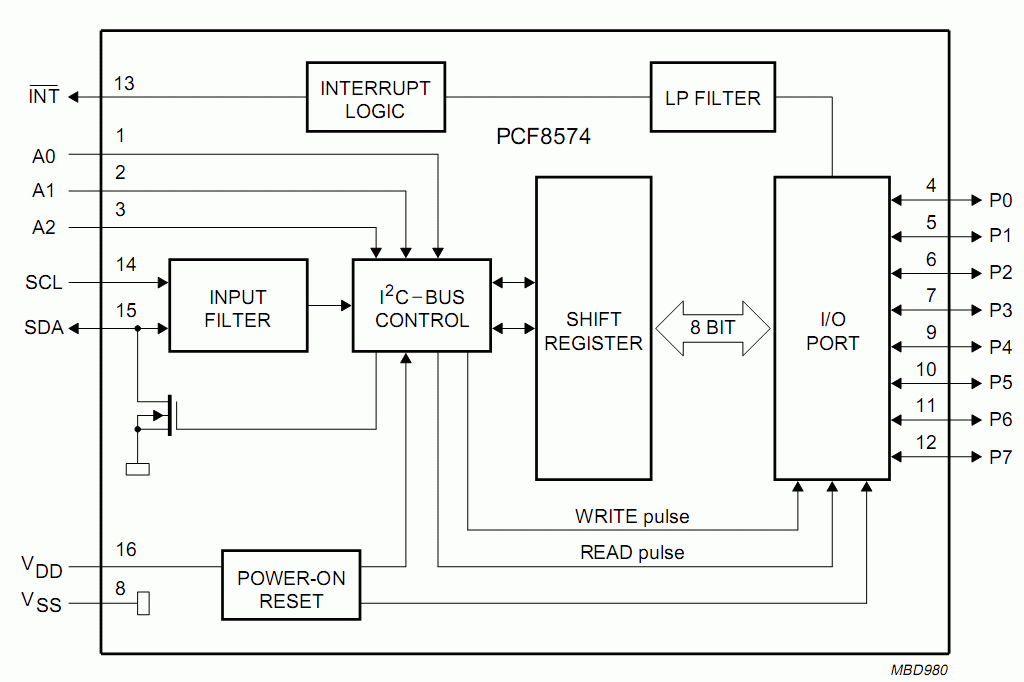 13
INT
INTERRUPT
LOGIC
LP FILTER
PCF8574
1
A0
2
A1
3
A2
14
SCL
15
SDA
INPUT
FILTER
I²C–BUS
CONTROL
SHIFT
REGISTER
8 BIT
I/O
PORT
4
P0
5
P1
6
P2
7
P3
9
P4
10
P5
11
P6
12
P7
WRITE pulse
READ pulse
16
VDD
8
VSS
POWER-ON
RESET
MBD980